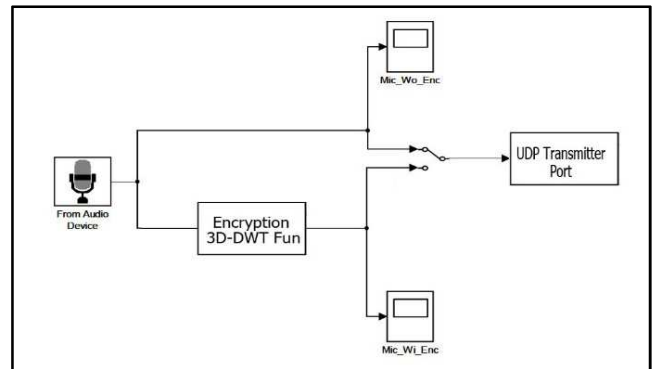 Mic_Wo_Enc
UDP Transmitter
Port
From Audio
Device
Encryption
3D-DWT Fun
Mic_Wi_Enc